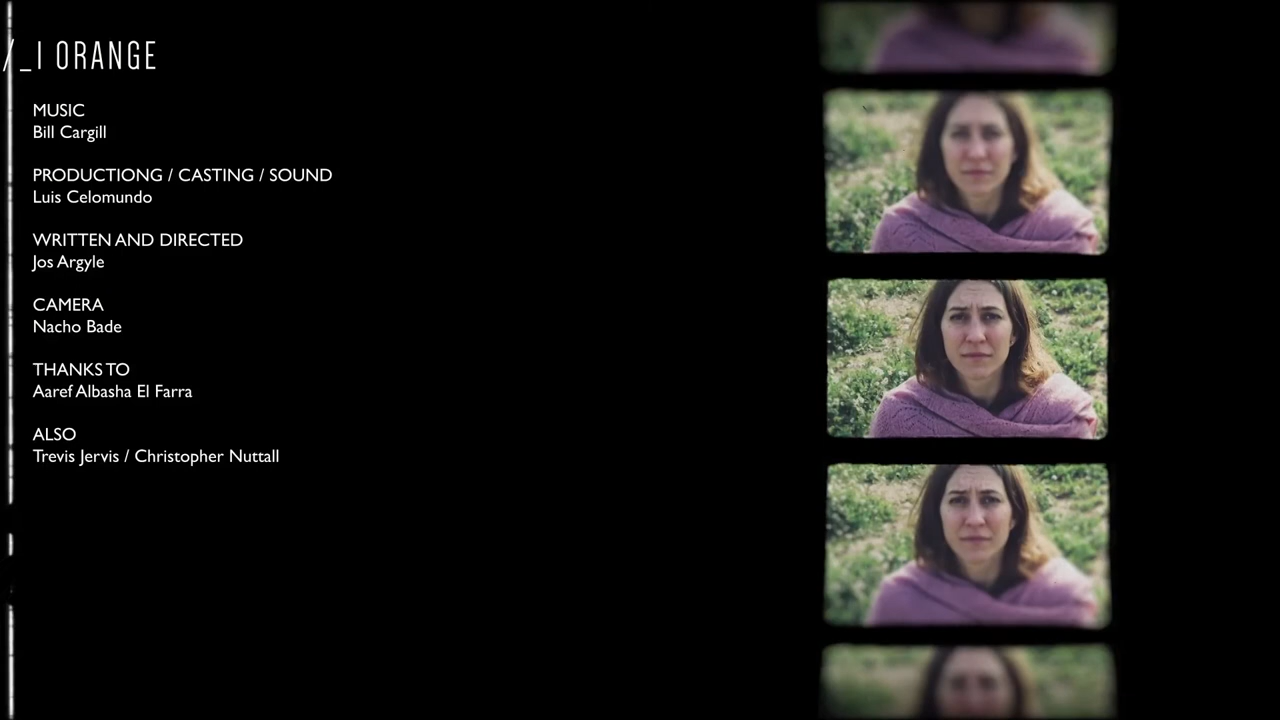 /_I ORANGE
MUSIC
Bill Cargill
PRODUCTIONG / CASTING / SOUND
Luis Celomundo
WRITTEN AND DIRECTED
Jos Argyle
CAMERA
Nacho Bade
THANKS TO
Aaref Albasha El Farra
ALSO
Trevis Jervis / Christopher Nuttall